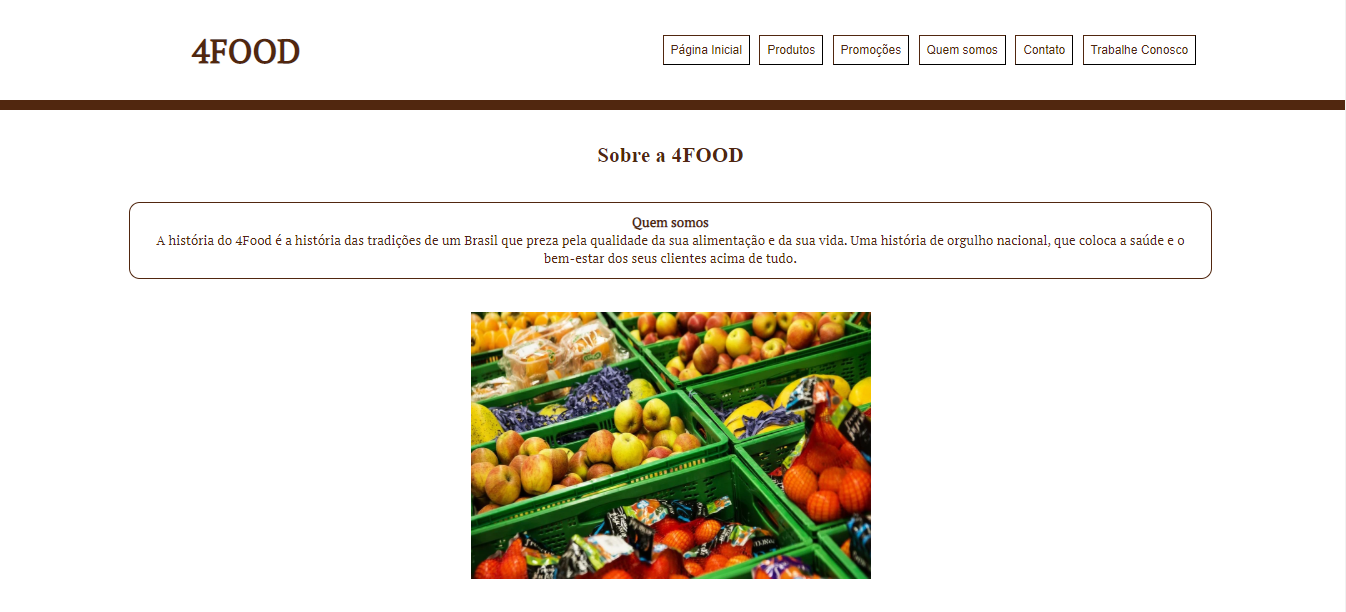 4FOOD
Página Inicial
Produtos
Promoções
Quem somos
Contato
Trabalhe Conosco
Sobre a 4FOOD
Quem somos
A história do 4Food é a história das tradições de um Brasil que preza pela qualidade da sua alimentação e da sua vida. Uma história de orgulho nacional, que coloca a saúde e o
bem-estar dos seus clientes acima de tudo.